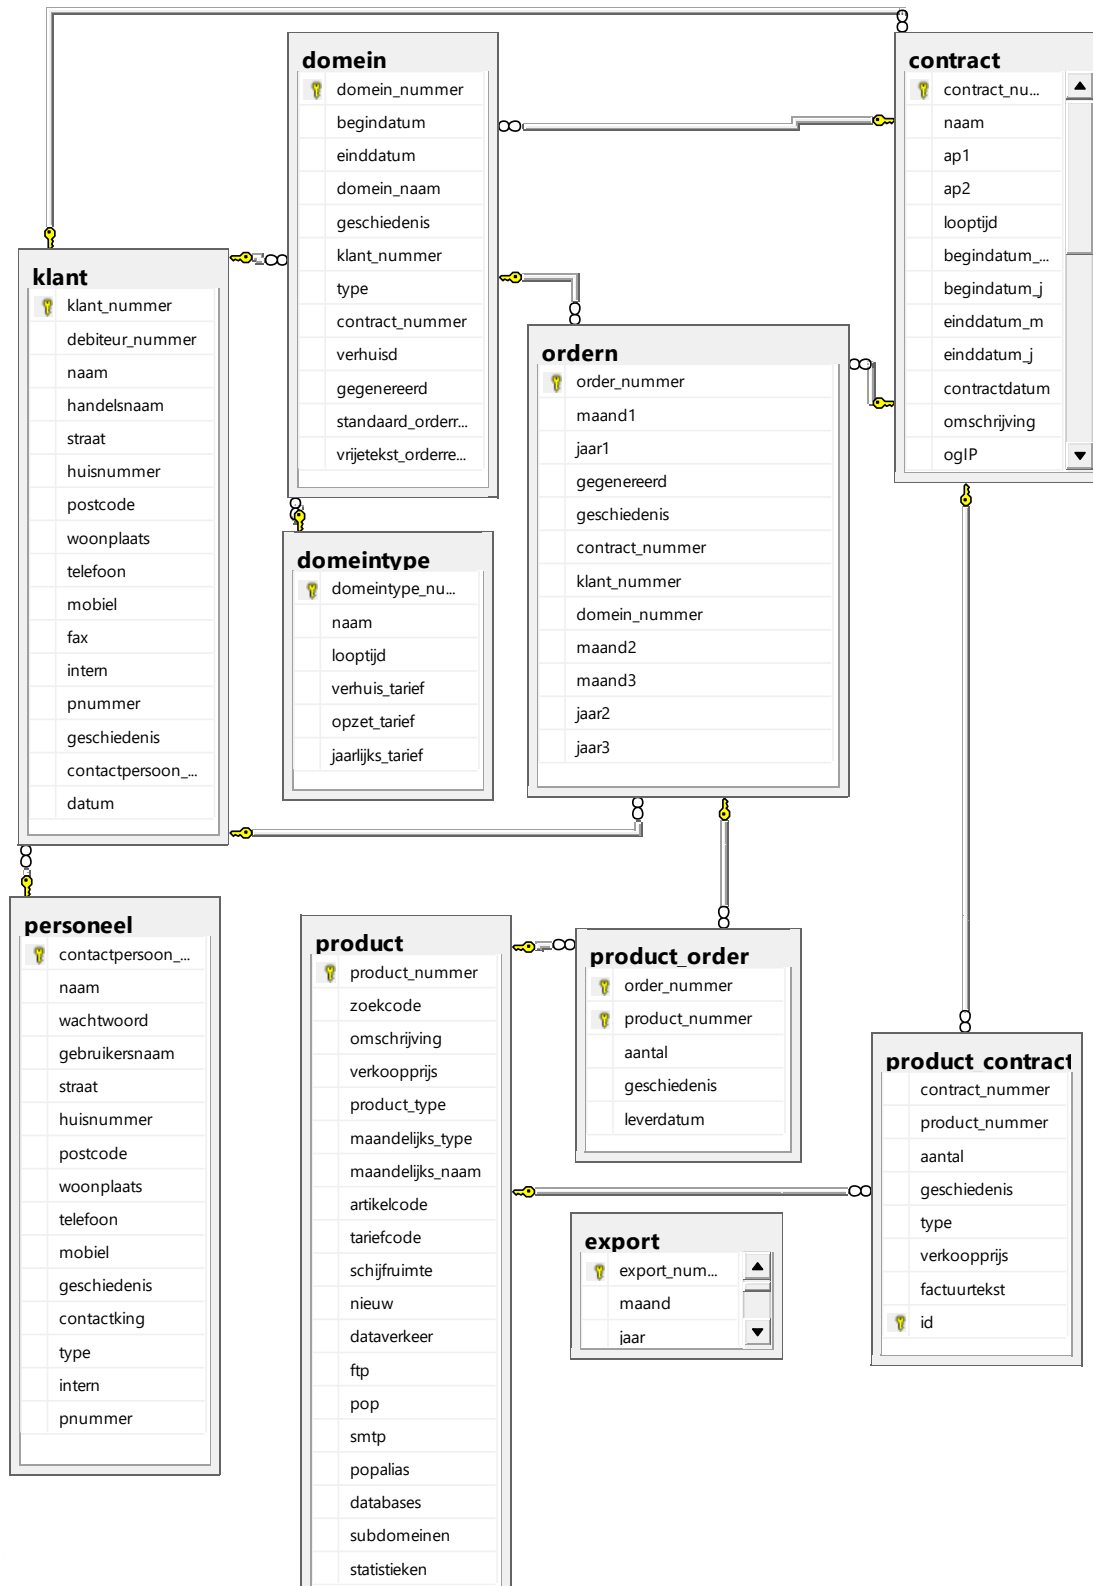 domein
domein_nummer
begindatum
einddatum
domein_naam
geschiedenis
klant_nummer
type
contract_nummer
verhuisd
gegenereerd
standaard_orderr...
vrijetekst_orderre...
contract
contract_nu...
naam
ap1
ap2
looptijd
begindatum_...
begindatum_j
einddatum_m
einddatum_j
contractdatum
omschrijving
ogIP
klant
klant_nummer
debiteur_nummer
naam
handelsnaam
straat
huisnummer
postcode
woonplaats
telefoon
mobiel
fax
intern
pnummer
geschiedenis
contactpersoon_...
datum
ordern
order_nummer
maand1
jaar1
gegenereerd
geschiedenis
contract_nummer
klant_nummer
domein_nummer
maand2
maand3
jaar2
jaar3
domeintype
domeintype_nu...
naam
looptijd
verhuis_tarief
opzet_tarief
jaarlijks_tarief
personeel
contactpersoon_...
naam
wachtwoord
gebruikersnaam
straat
huisnummer
postcode
woonplaats
telefoon
mobiel
geschiedenis
contactking
type
intern
pnummer
product
product_nummer
zoekcode
omschrijving
verkoopprijs
product_type
maandelijks_type
maandelijks_naam
artikelcode
tariefcode
schijfruimte
nieuw
dataverkeer
ftp
pop
smtp
popalias
databases
subdomeinen
statistieken
product_order
order_nummer
product_nummer
aantal
geschiedenis
leverdatum
product_contract
contract_nummer
product_nummer
aantal
geschiedenis
type
verkoopprijs
factuurtekst
id
export
export_num...
maand
jaar